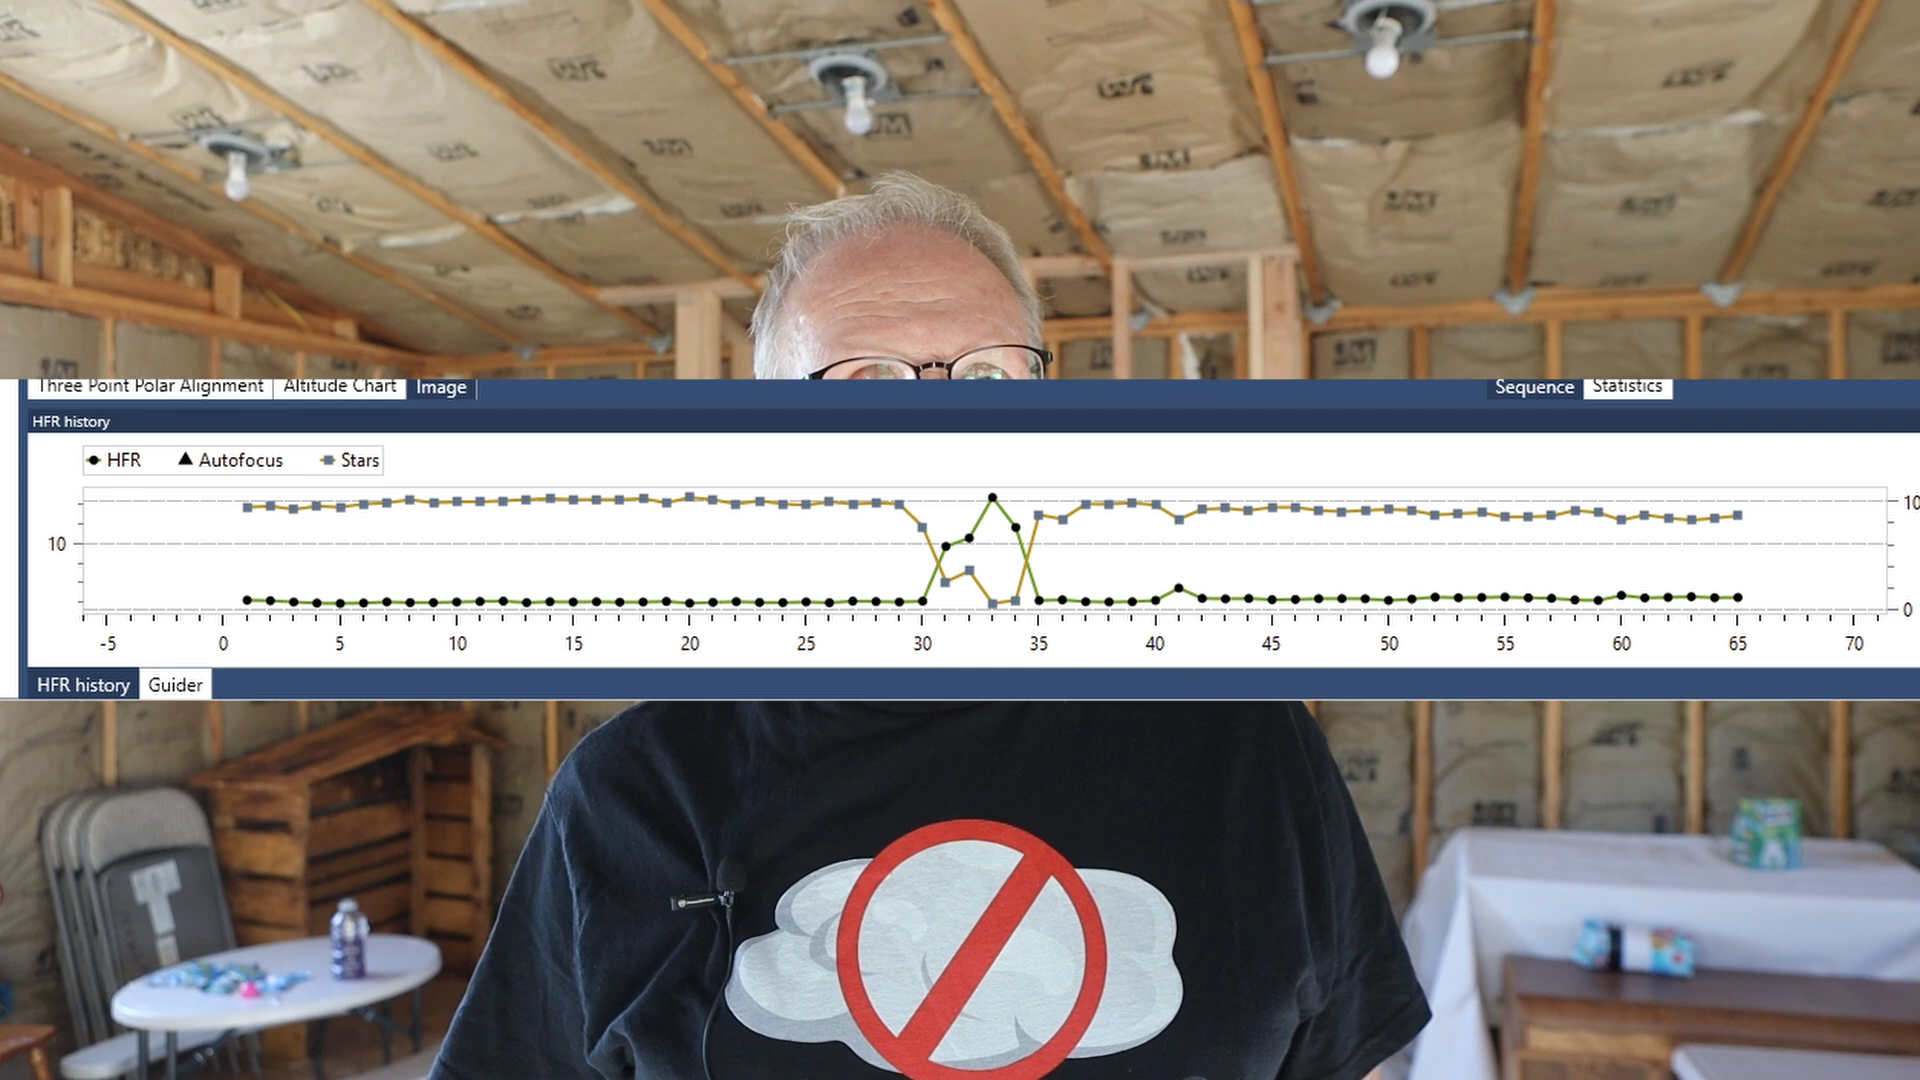 Three Point Polar Alignment Altitude Chart Image Sequence Statistics
HFR history
HFR Autofocus Stars
10 10
0
-5 0 5 10 15 20 25 30 35 40 45 50 55 60 65 70
HFR history Guider